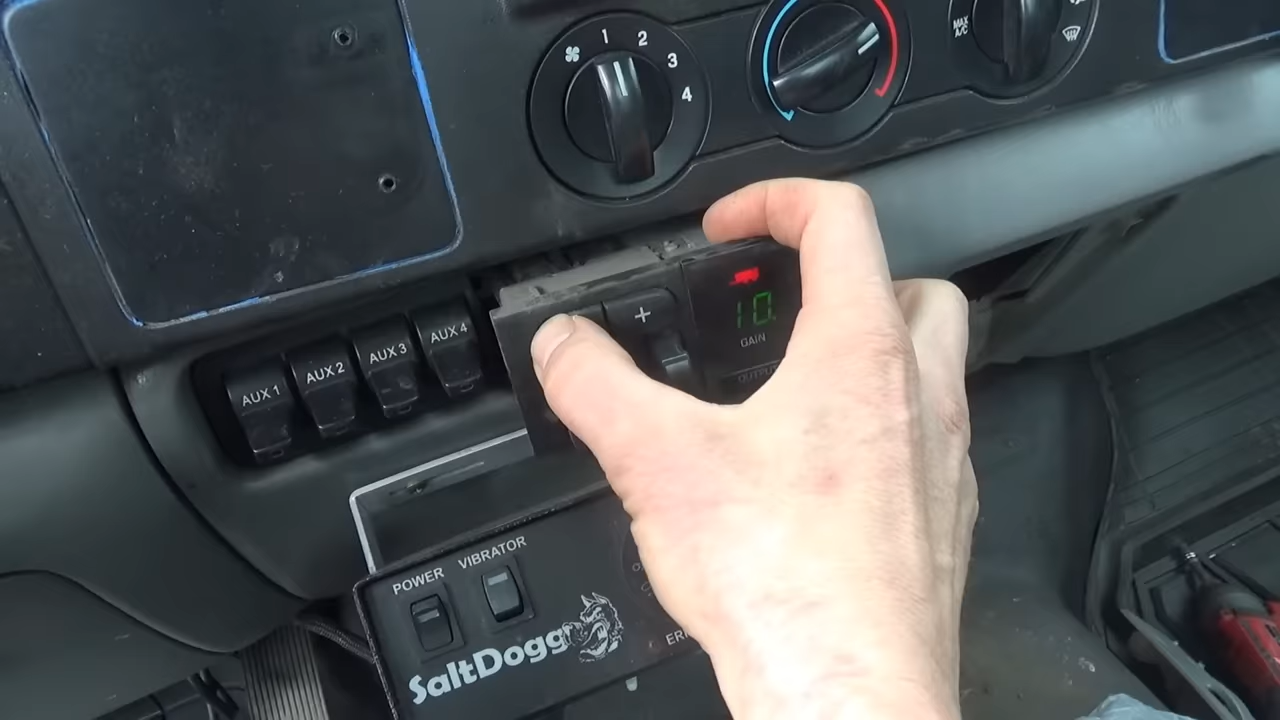 1
2
3
4
MAX
A/C
AUX 1
AUX 2
AUX 3
AUX 4
+
10.
GAIN
POWER
VIBRATOR
SaltDogg